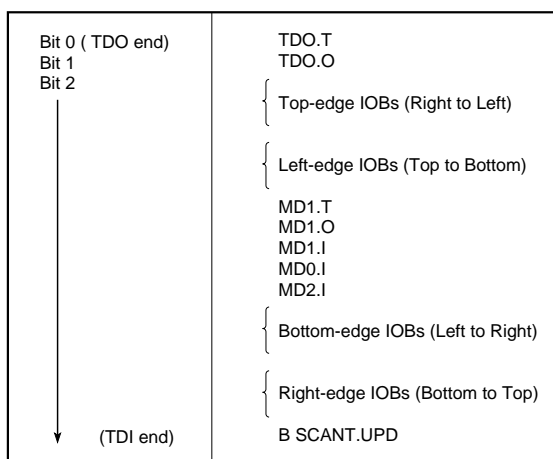 Bit 0 ( TDO end)
Bit 1
Bit 2
(TDI end)
TDO.T
TDO.O
Top-edge IOBs (Right to Left)
Left-edge IOBs (Top to Bottom)
MD1.T
MD1.O
MD1.I
MD0.I
MD2.I
Bottom-edge IOBs (Left to Right)
Right-edge IOBs (Bottom to Top)
B SCANT.UPD